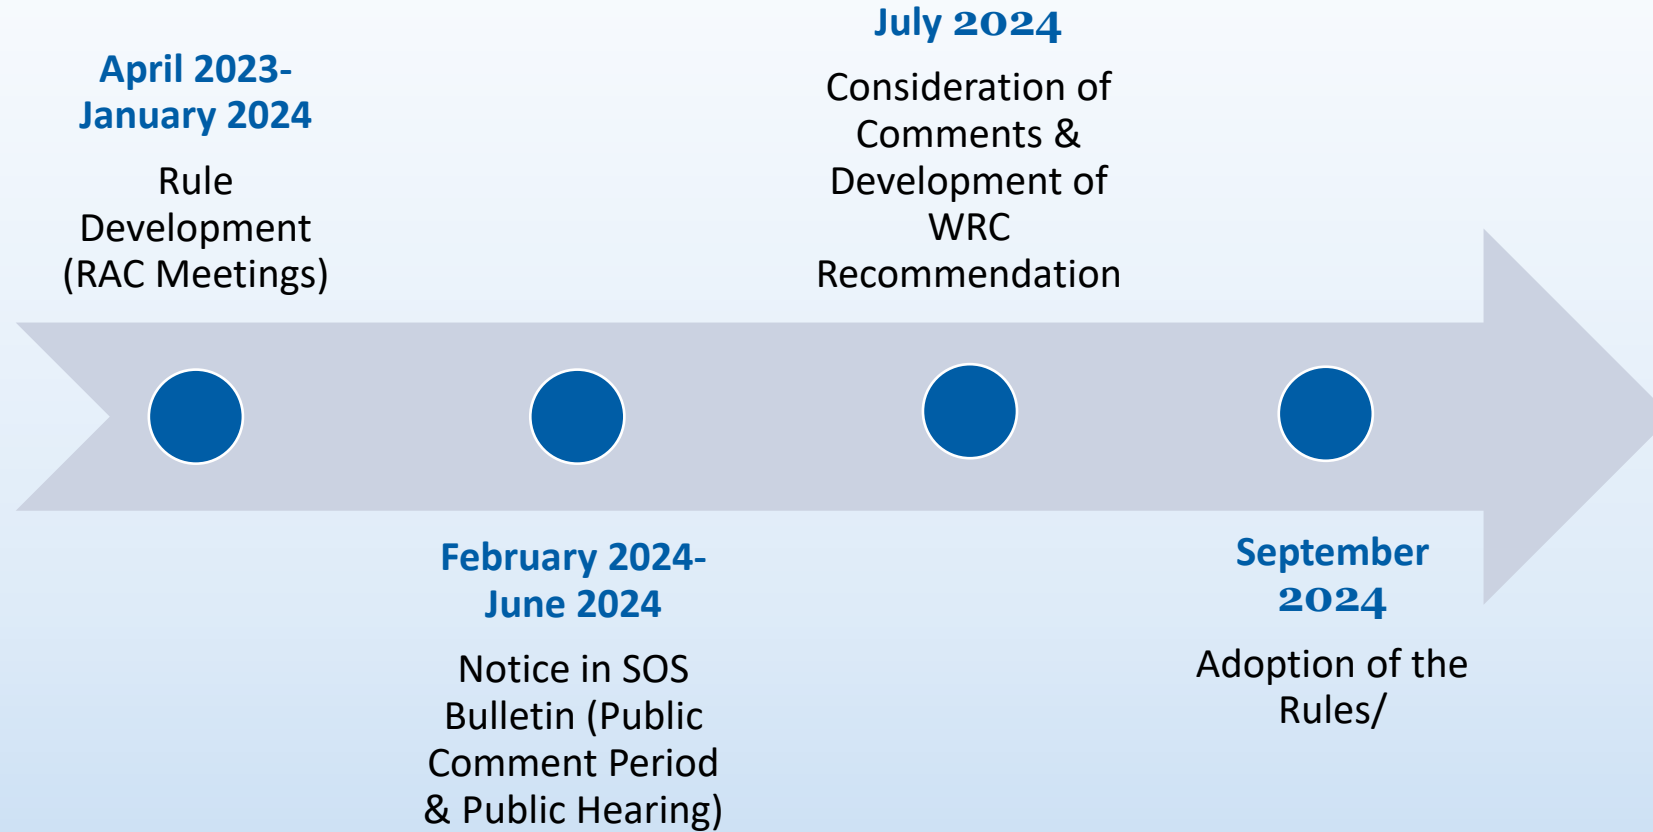 April 2023-
January 2024
Rule
Development
(RAC Meetings)
February 2024-
June 2024
Notice in SOS
Bulletin (Public
Comment Period
& Public Hearing)
July 2024
Consideration of
Comments &
Development of
WRC
Recommendation
September
2024
Adoption of the
Rules/